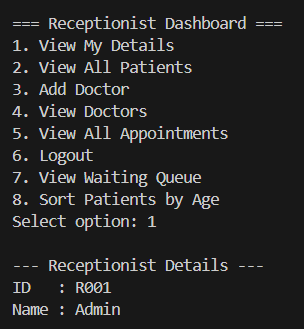 === Receptionist Dashboard ===
1. View My Details
2. View All Patients
3. Add Doctor
4. View Doctors
5. View All Appointments
6. Logout
7. View Waiting Queue
8. Sort Patients by Age
Select option: 1

--- Receptionist Details ---
ID   : R001
Name : Admin